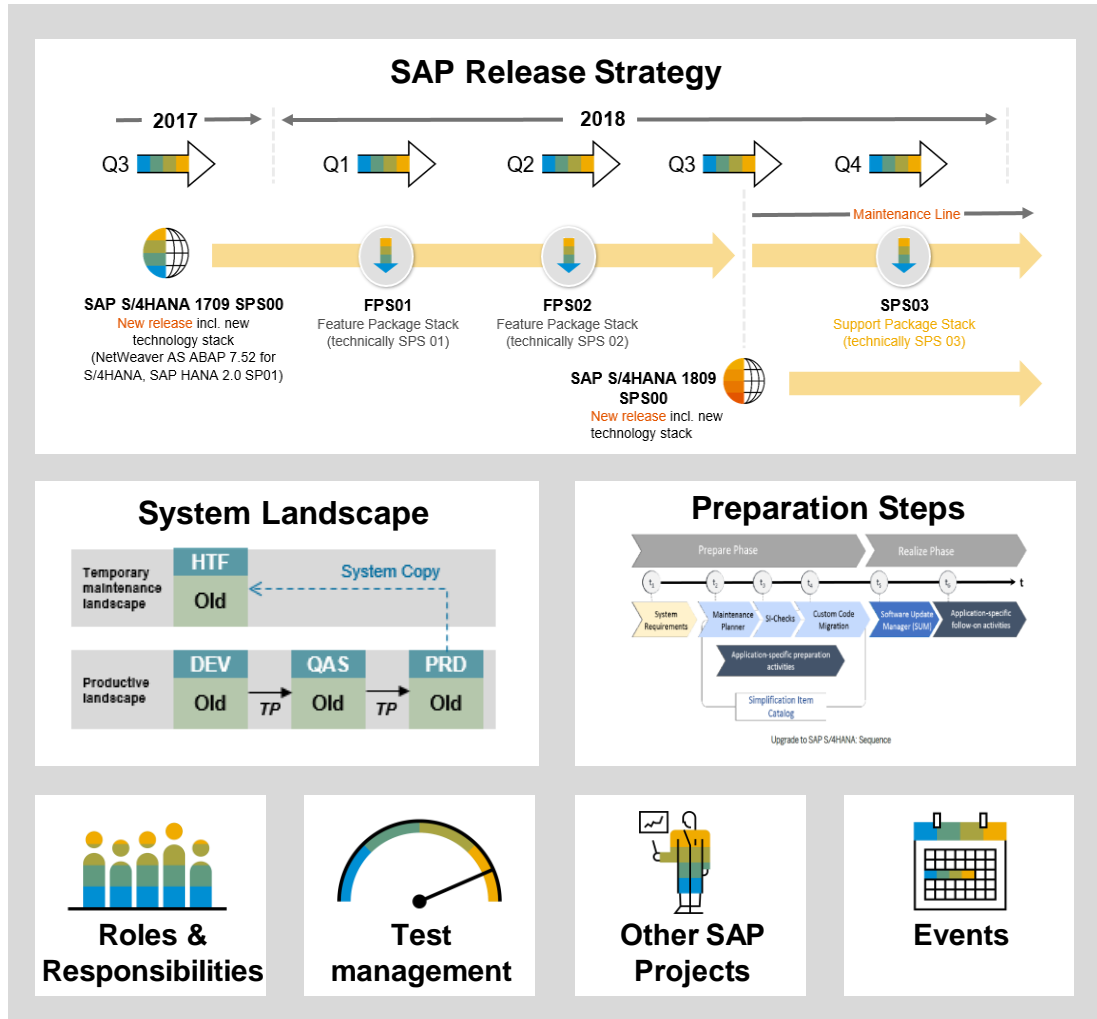 SAP Release Strategy
2017
2018
Q3
Q1
Q2
Q3
Q4
Maintenance Line
SAP S/4HANA 1709 SPS00
New release incl. new
technology stack
(NetWeaver AS ABAP 7.52 for
S/4HANA, SAP HANA 2.0 SP01)
FPS01
Feature Package Stack
(technically SPS 01)
FPS02
Feature Package Stack
(technically SPS 02)
SPS03
Support Package Stack
(technically SPS 03)
SAP S/4HANA 1809
SPS00
New release incl. new
technology stack
System Landscape
Temporary
maintenance
landscape
HTF
Old
System Copy
Productive
landscape
DEV
Old
TP
QAS
Old
TP
PRD
Old
Preparation Steps
Prepare Phase
Realize Phase
t
System
Requirements
Maintenance
Planner
SI-Checks
Custom Code
Migration
Software Update
Manager (SUM)
Application-specific
follow-on activities
Application-specific preparation
activities
Simplification Item
Catalog
Upgrade to SAP S/4HANA: Sequence
Roles &
Responsibilities
Test
management
Other SAP
Projects
Events